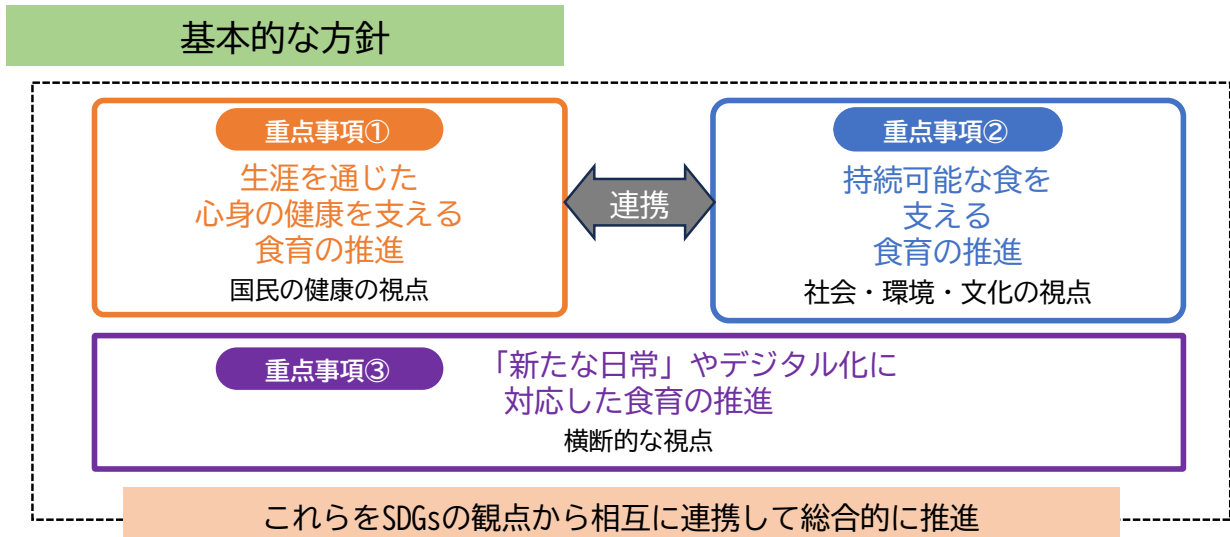 基本的な方針
重点事項①
生涯を通じた
心身の健康を支える
食育の推進
国民の健康の視点
連携
重点事項②
持続可能な食を
支える
食育の推進
社会・環境・文化の視点
重点事項③
「新たな日常」やデジタル化に
対応した食育の推進
横断的な視点
これらをSDGsの観点から相互に連携して総合的に推進